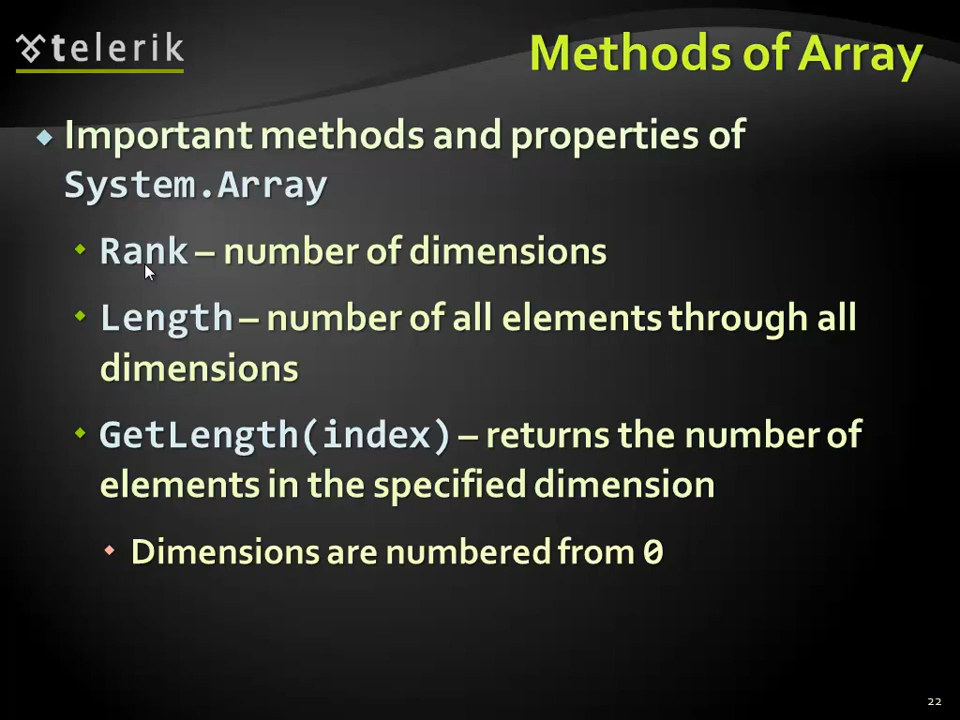 telerik
Methods of Array
Important methods and properties of
System.Array
Rank – number of dimensions
Length – number of all elements through all
dimensions
GetLength(index) – returns the number of
elements in the specified dimension
Dimensions are numbered from 0
22